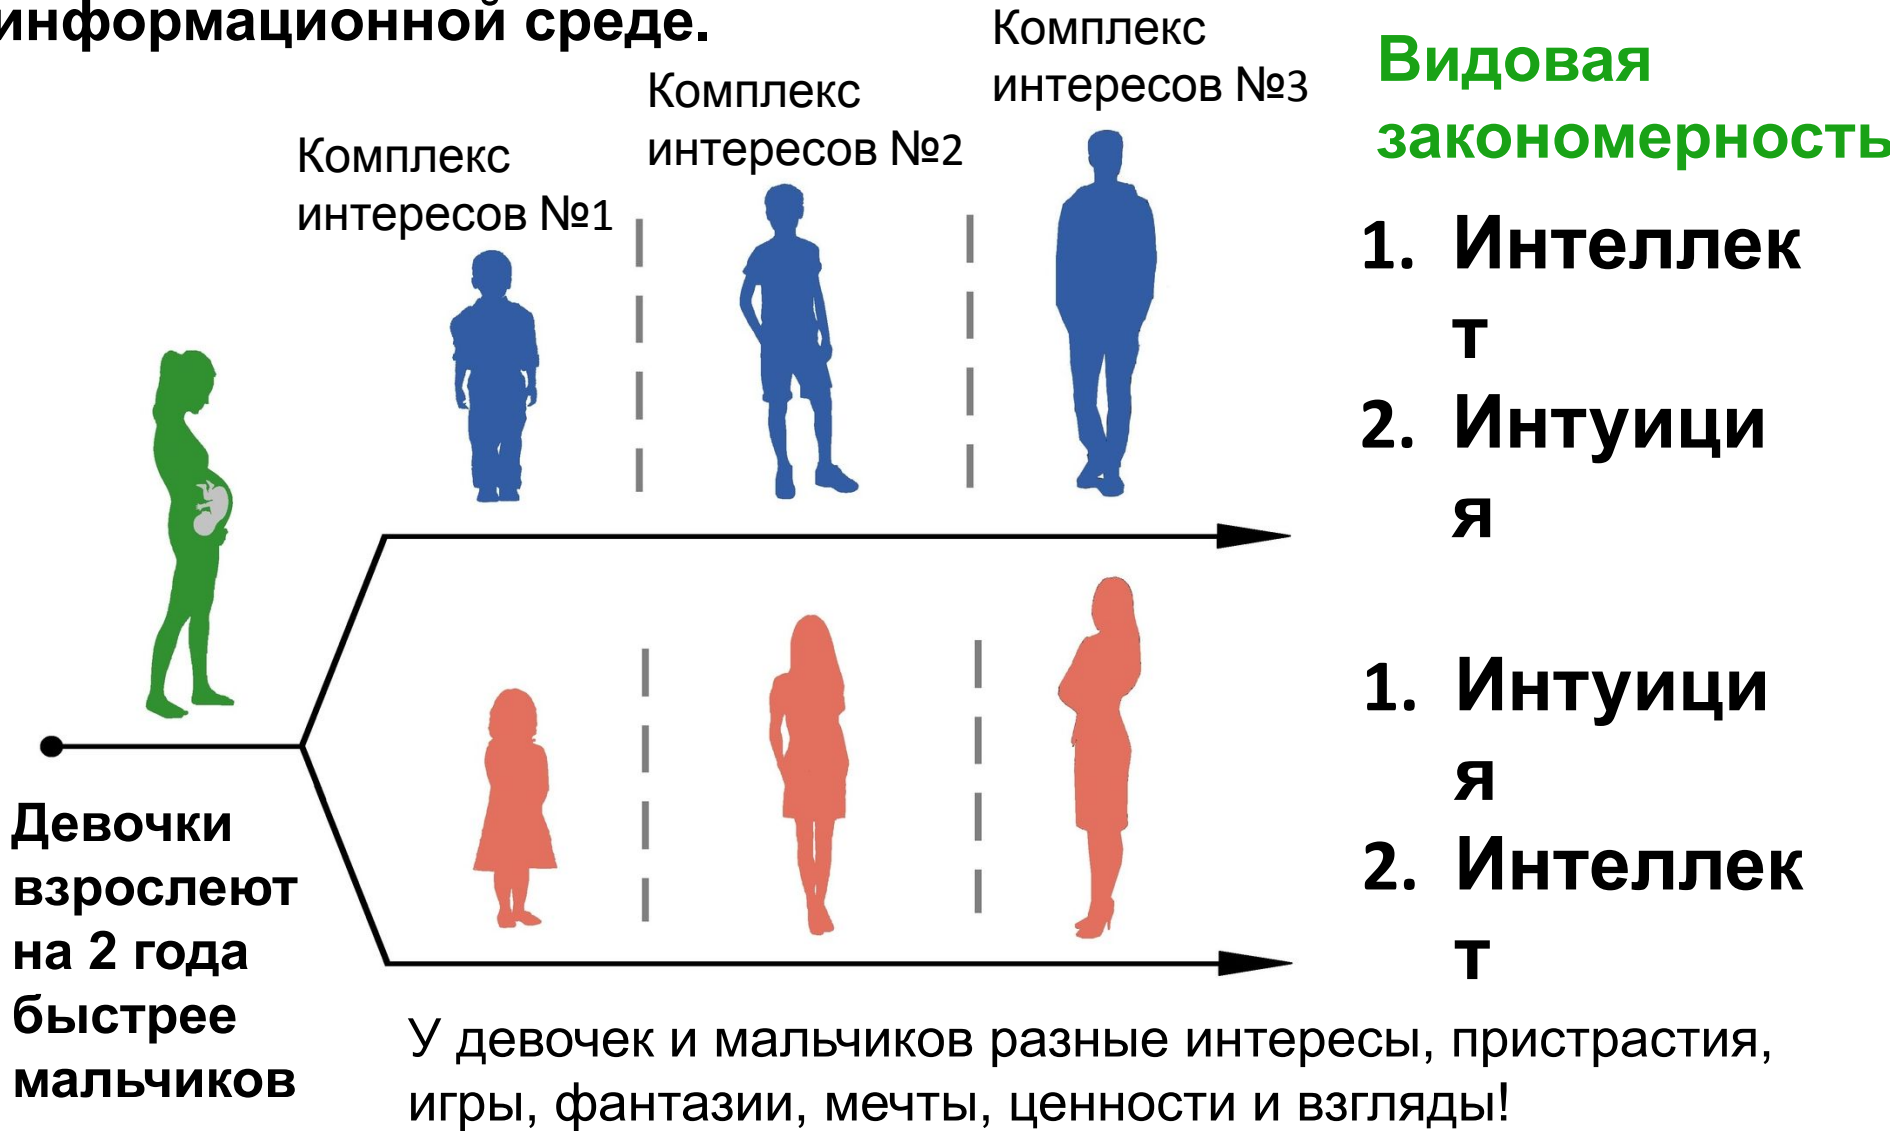 информационной среде.
Комплекс
интересов №1
Комплекс
интересов №2
Комплекс
интересов №3
Видовая
закономерность
1. Интеллек
т
2. Интуици
я
1. Интуици
я
2. Интеллек
т
Девочки
взрослеют
на 2 года
быстрее
мальчиков
У девочек и мальчиков разные интересы, пристрастия,
игры, фантазии, мечты, ценности и взгляды!